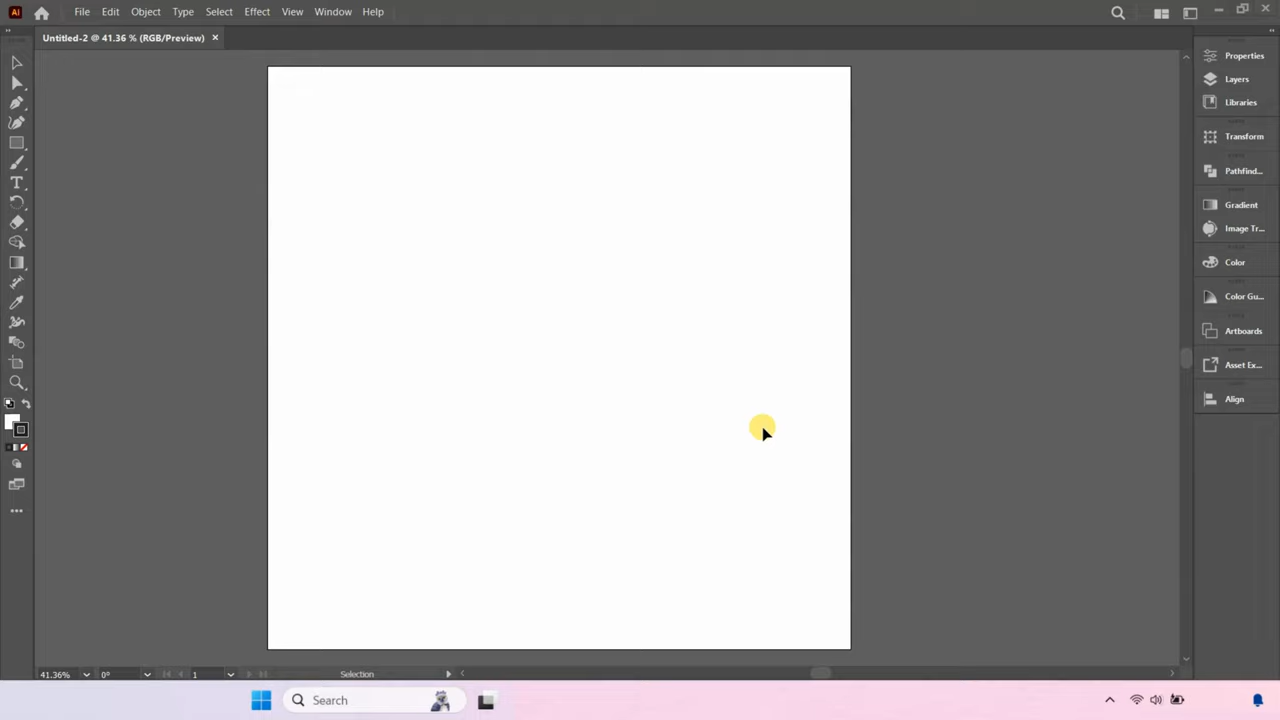 Ai File Edit Object Type Select Effect View Window Help
Untitled-2 @ 41.36 % (RGB/Preview) ×
Properties
Layers
Libraries
Transform
Pathfind...
Gradient
Image Tr...
Color
Color Gu...
Artboards
Asset Ex...
Align
41.36% 0° 1 Selection
Search